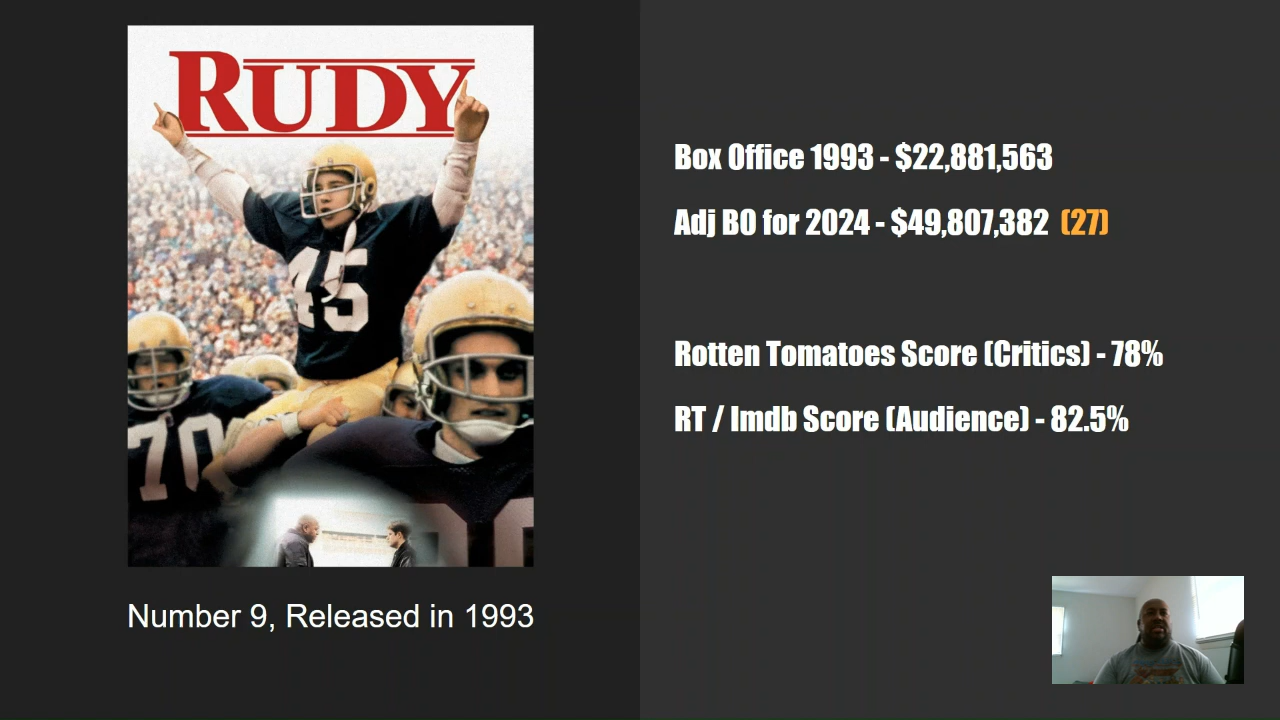 RUDY
45
70
Number 9, Released in 1993
Box Office 1993 - $22,881,563
Adj BO for 2024 - $49,807,382 (27)
Rotten Tomatoes Score (Critics) - 78%
RT / Imdb Score (Audience) - 82.5%